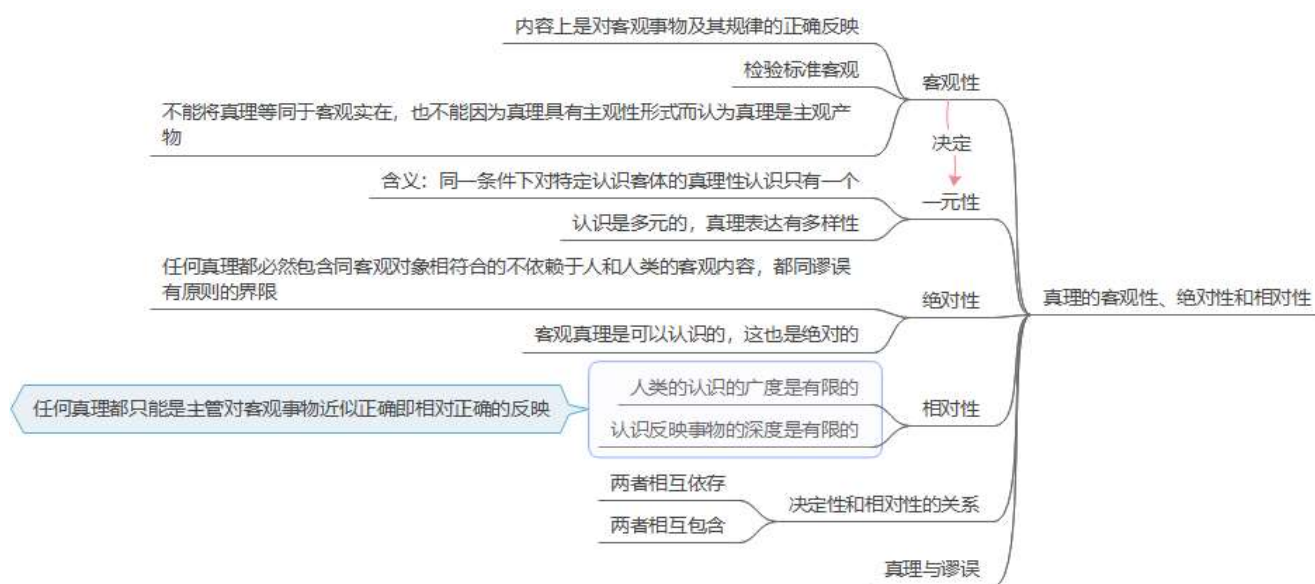 内容上是对客观事物及其规律的正确反映
检验标准客观
不能将真理等同于客观实在，也不能因为真理具有主观性形式而认为真理是主观产
物
客观性
决定
含义：同一条件下对特定认识客体的真理性认识只有一个
认识是多元的，真理表达有多样性
一元性
任何真理都必然包含同客观对象相符合的不依赖于人和人类的客观内容，都同谬误
有原则的界限
客观真理是可以认识的，这也是绝对的
绝对性
真理的客观性、绝对性和相对性
任何真理都只能是主管对客观事物近似正确即相对正确的反映
人类的认识的广度是有限的
认识反映事物的深度是有限的
相对性
两者相互依存
两者相互包含
决定性和相对性的关系
真理与谬误